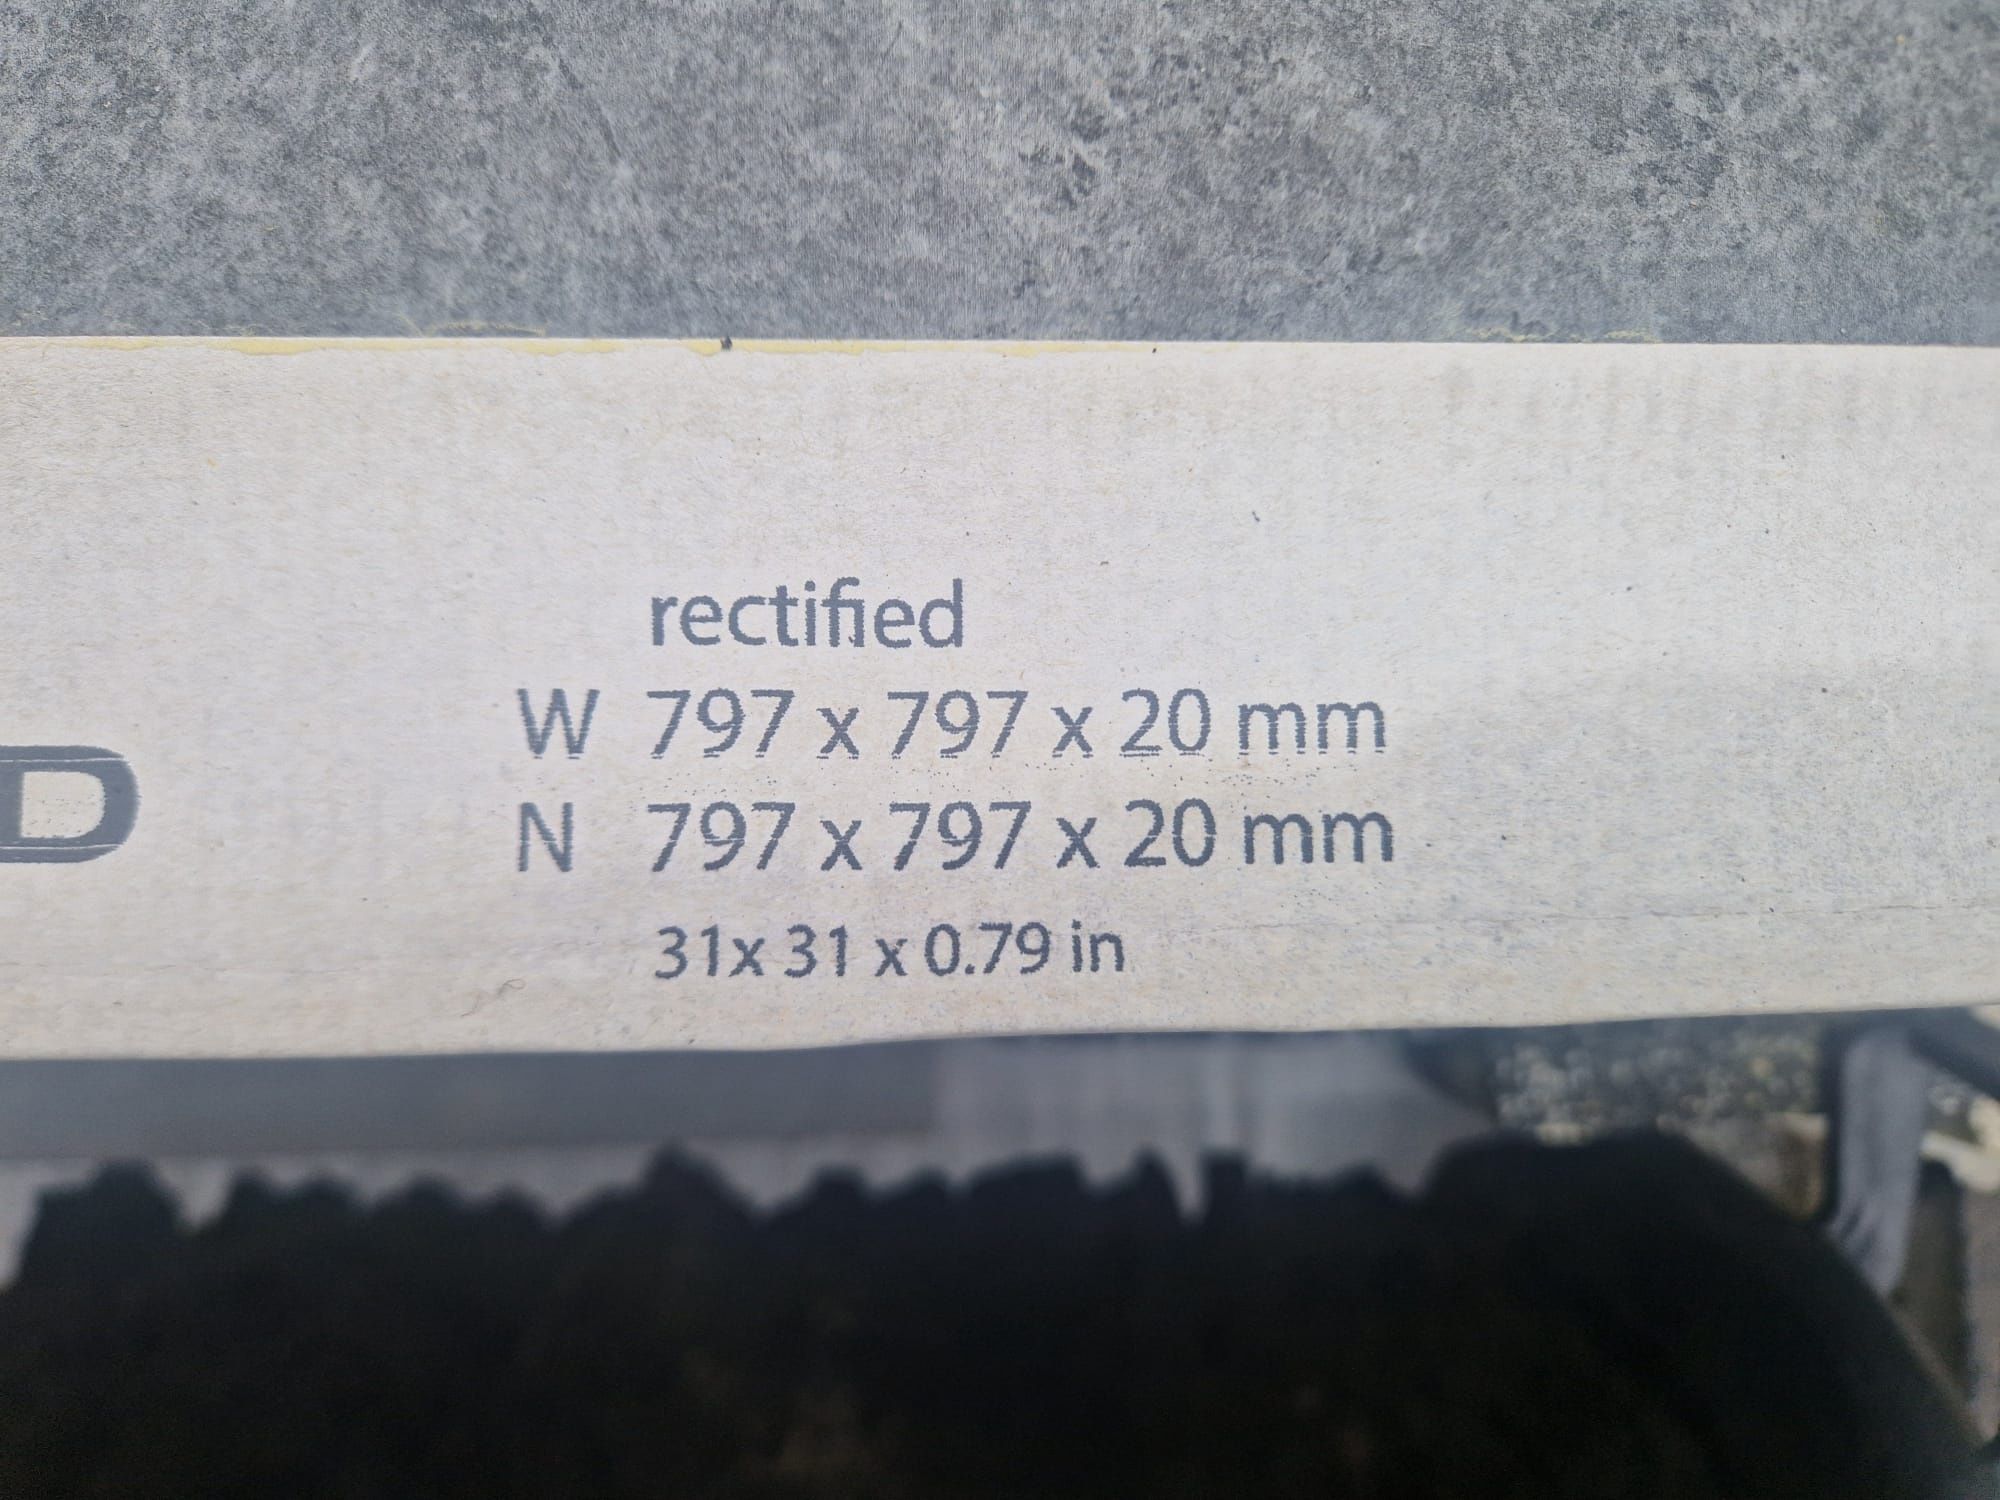 rectified
W 797 x 797 x 20 mm
D
N 797 x 797 x 20 mm
31x 31 x 0.79 in